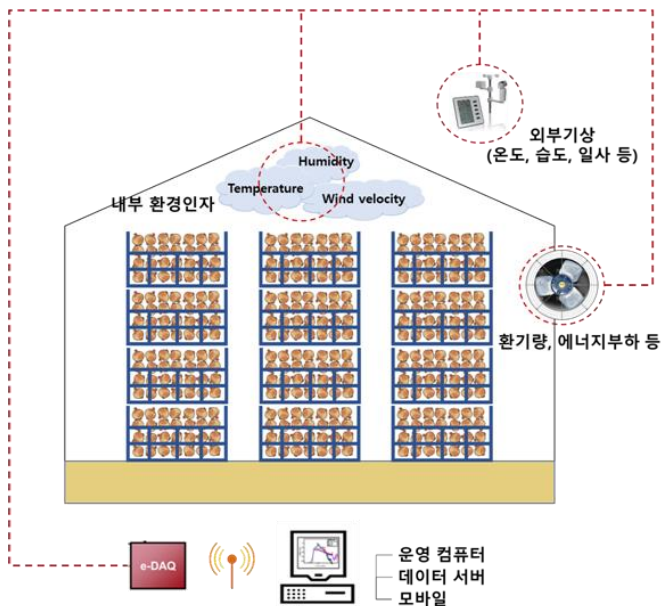 외부기상
(온도, 습도, 일사 등)
Humidity
Temperature
Wind velocity
내부 환경인자
환기량, 에너지부하 등
e-DAQ
운영 컴퓨터
데이터 서버
모바일